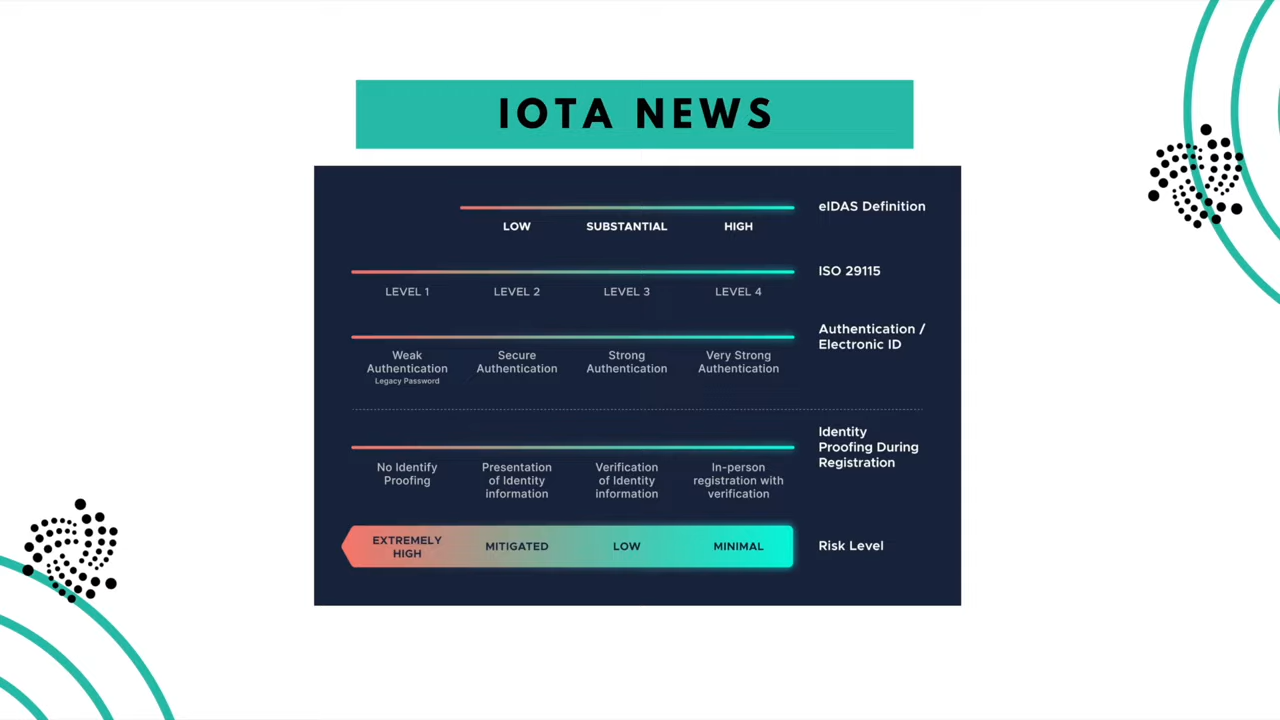 IOTA NEWS
eIDAS Definition
LOW SUBSTANTIAL HIGH
ISO 29115
LEVEL 1 LEVEL 2 LEVEL 3 LEVEL 4
Authentication /
Electronic ID
Weak Secure Strong Very Strong
Authentication Authentication Authentication Authentication
Legacy Password
Identity
Proofing During
Registration
No Identify Presentation Verification In-person
Proofing of Identity of Identity registration with
information information verification
EXTREMELY
HIGH MITIGATED LOW MINIMAL Risk Level